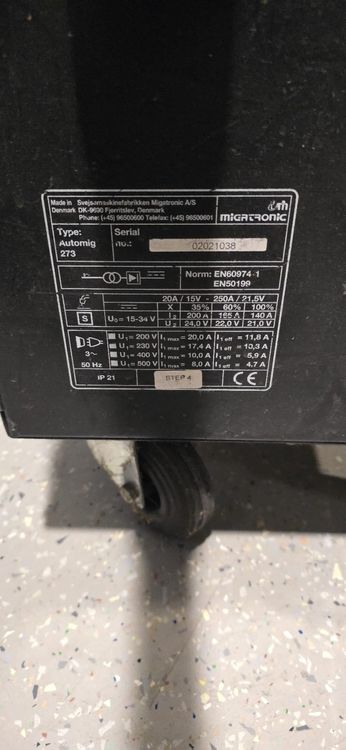 Made in Svejsemaskinefabrikken Migatronic A/S
Denmark DK-9690 Fjerritslev, Denmark
Phone: (+45) 96500600 Telefax: (+45) 96500601
MIGATRONIC
Type: Serial
Automig no.: 02021038
273
Norm: EN60974-1
EN50199
20A / 15V - 250A / 21,5V
X 35% 60% 100%
S U₀ = 15-34 V I₂ 200 A 165 A 140 A
U₂ 24,0 V 22,0 V 21,0 V
U₁ = 200 V I₁ max = 20,0 A I₁ eff = 11,8 A
3~ U₁ = 230 V I₁ max = 17,4 A I₁ eff = 10,3 A
50 Hz U₁ = 400 V I₁ max = 10,0 A I₁ eff = 5,9 A
U₁ = 500 V I₁ max = 8,0 A I₁ eff = 4,7 A
IP 21 STEP 4 CE